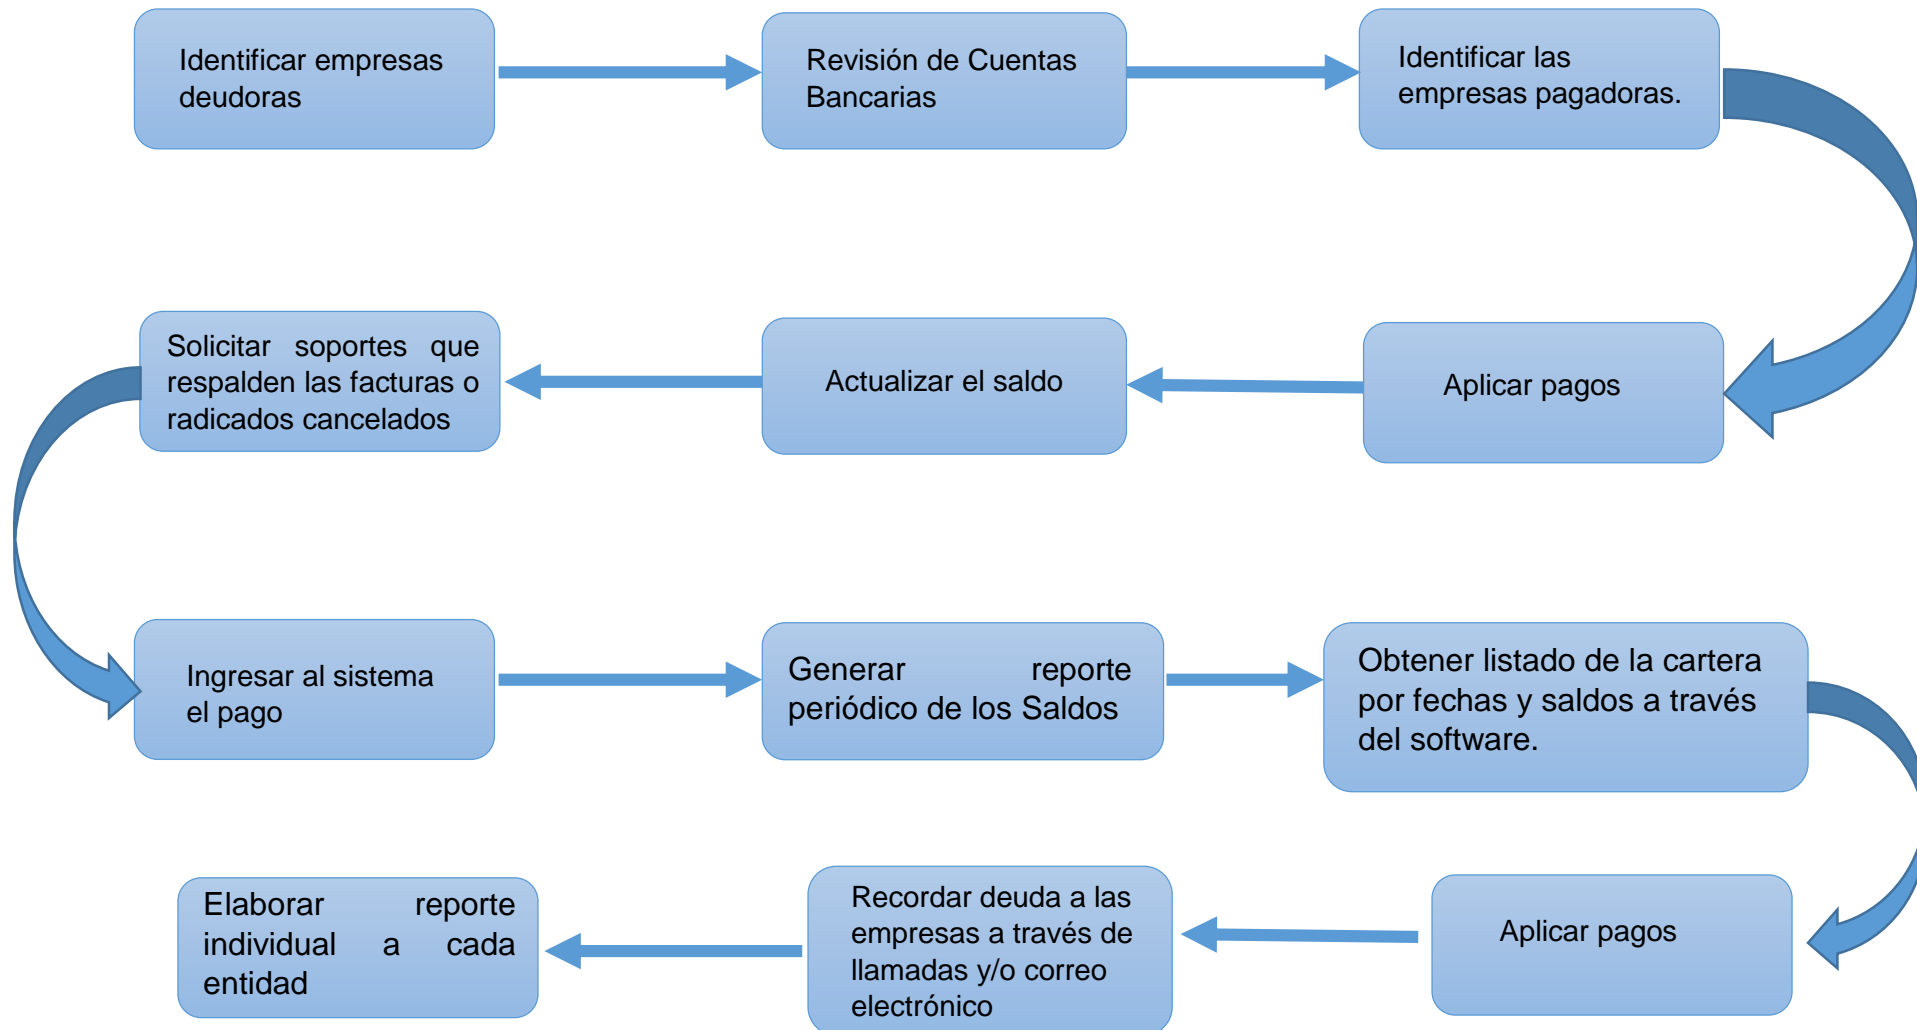 Identificar empresas
deudoras
Revisión de Cuentas
Bancarias
Identificar las
empresas pagadoras.
Aplicar pagos
Actualizar el saldo
Solicitar soportes que
respalden las facturas o
radicados cancelados
Ingresar al sistema
el pago
Generar reporte
periódico de los Saldos
Obtener listado de la cartera
por fechas y saldos a través
del software.
Aplicar pagos
Recordar deuda a las
empresas a través de
llamadas y/o correo
electrónico
Elaborar reporte
individual a cada
entidad